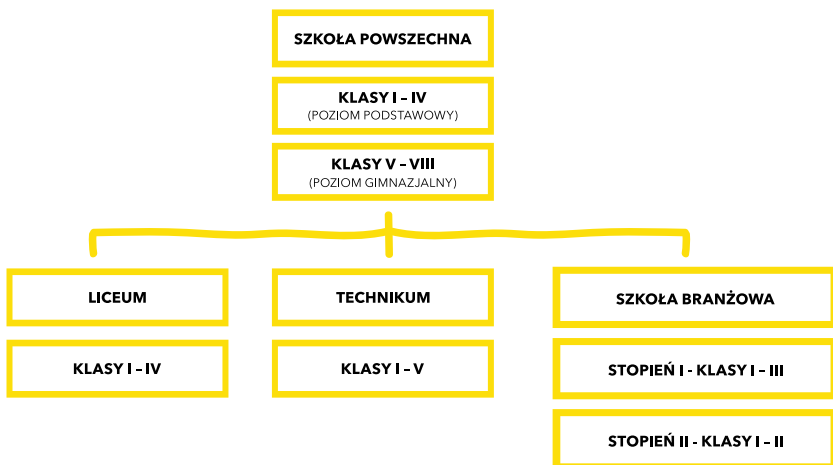 SZKOŁA POWSZECHNA
KLASY I – IV
(POZIOM PODSTAWOWY)
KLASY V – VIII
(POZIOM GIMNAZJALNY)
LICEUM
KLASY I – IV
TECHNIKUM
KLASY I – V
SZKOŁA BRANŻOWA
STOPIEŃ I - KLASY I – III
STOPIEŃ II - KLASY I – II